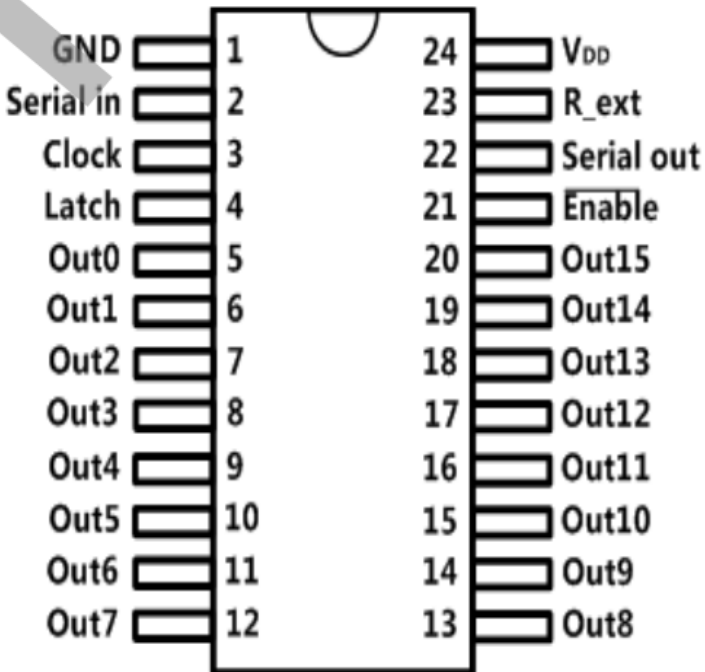 GND 1 24 VDD
Serial in 2 23 R_ext
Clock 3 22 Serial out
Latch 4 21 Enable
Out0 5 20 Out15
Out1 6 19 Out14
Out2 7 18 Out13
Out3 8 17 Out12
Out4 9 16 Out11
Out5 10 15 Out10
Out6 11 14 Out9
Out7 12 13 Out8